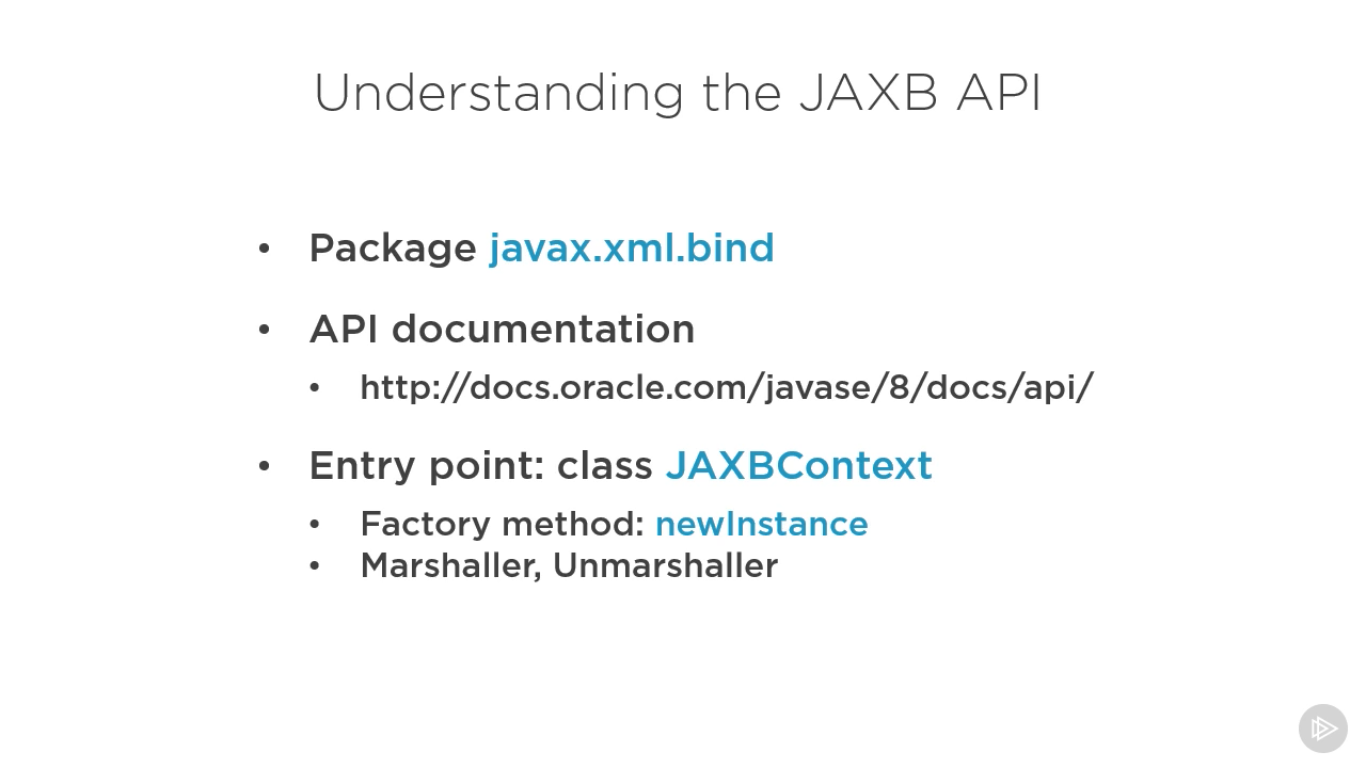 Understanding the JAXB API
• Package javax.xml.bind
• API documentation
• http://docs.oracle.com/javase/8/docs/api/
• Entry point: class JAXBContext
• Factory method: newInstance
• Marshaller, Unmarshaller